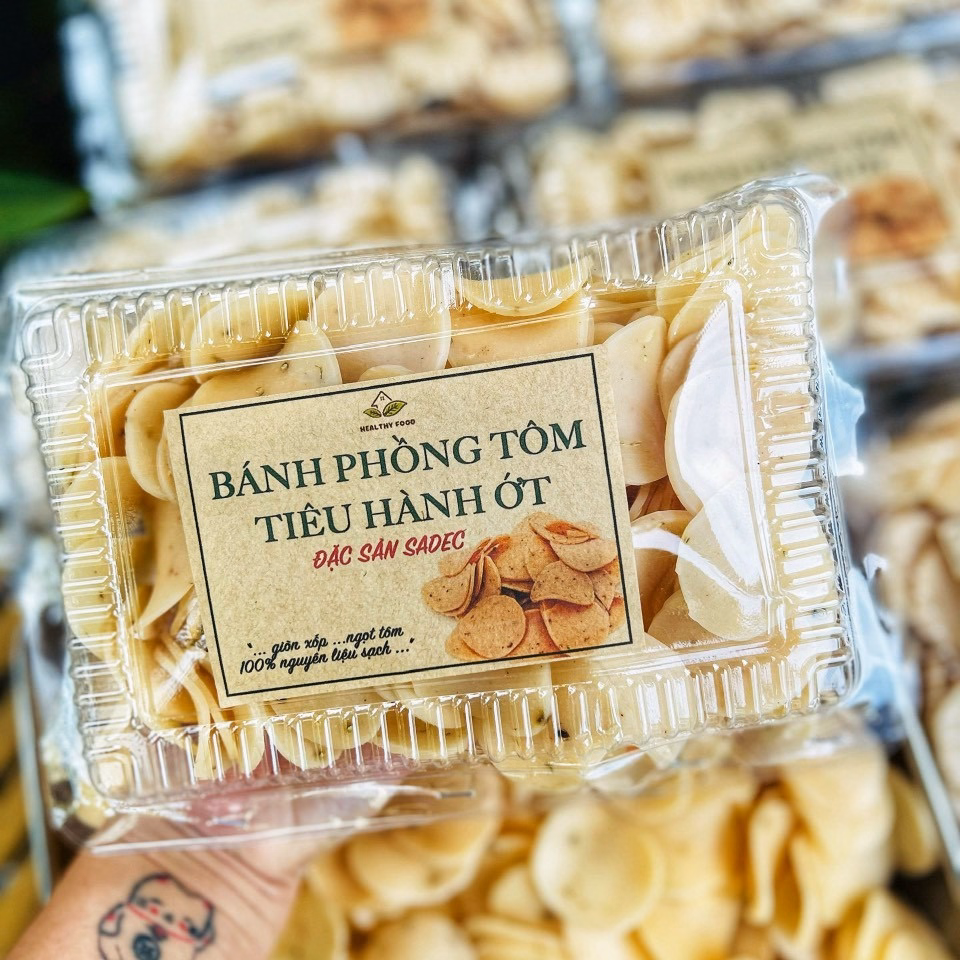 HEALTHY FOOD
BÁNH PHỒNG TÔM
TIÊU HÀNH ỚT
ĐẶC SẢN SADEC
"... giòn xốp ...ngọt tôm
100% nguyên liệu sạch ..."